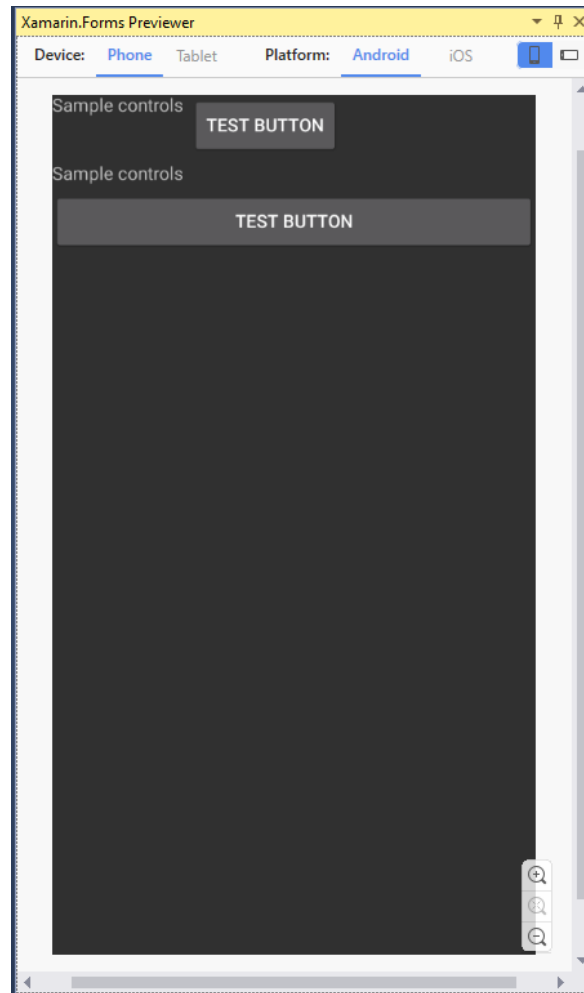 Xamarin.Forms Previewer
Device: Phone Tablet Platform: Android iOS
Sample controls TEST BUTTON
Sample controls
TEST BUTTON